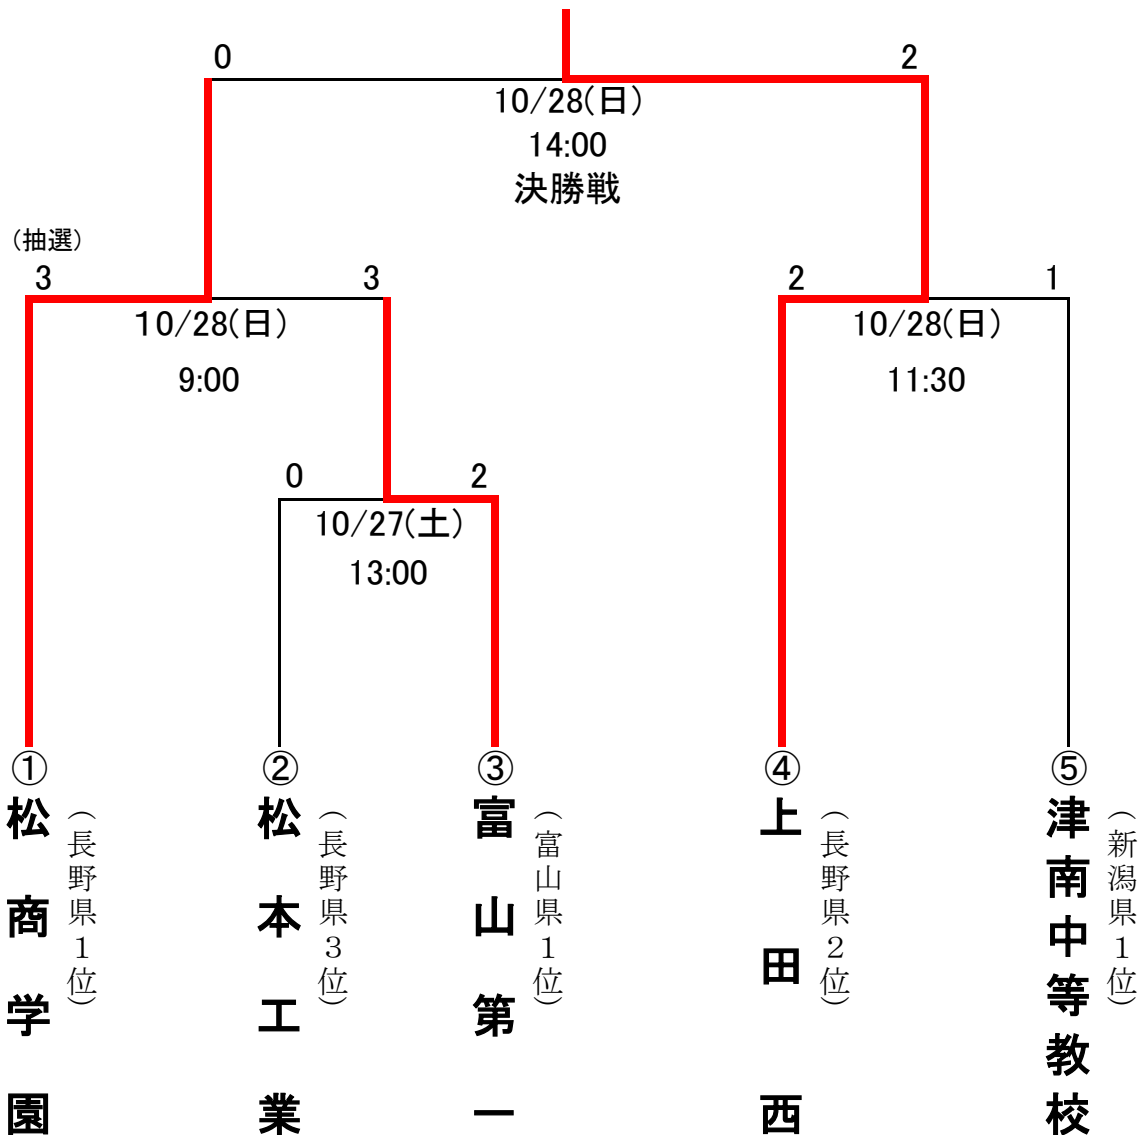 0
2
10/28(日)
14:00
決勝戦
(抽選)
3
3
10/28(日)
9:00
2
1
10/28(日)
11:30
0
2
10/27(土)
13:00
①
松商学園
(長野県1位)
②
松本工業
(長野県3位)
③
富山第一
(富山県1位)
④
上田西
(長野県2位)
⑤
津南中等教校
(新潟県1位)